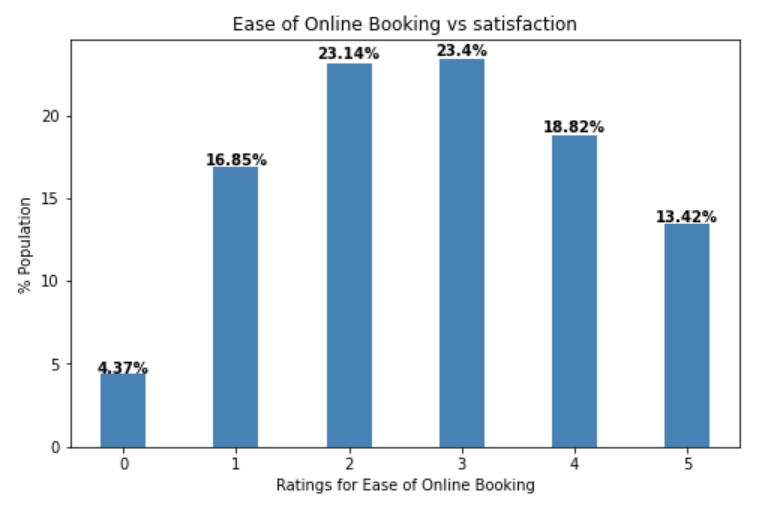 Ease of Online Booking vs satisfaction
23.14%
23.4%
18.82%
16.85%
13.42%
4.37%
20
15
10
5
0
% Population
0 1 2 3 4 5
Ratings for Ease of Online Booking